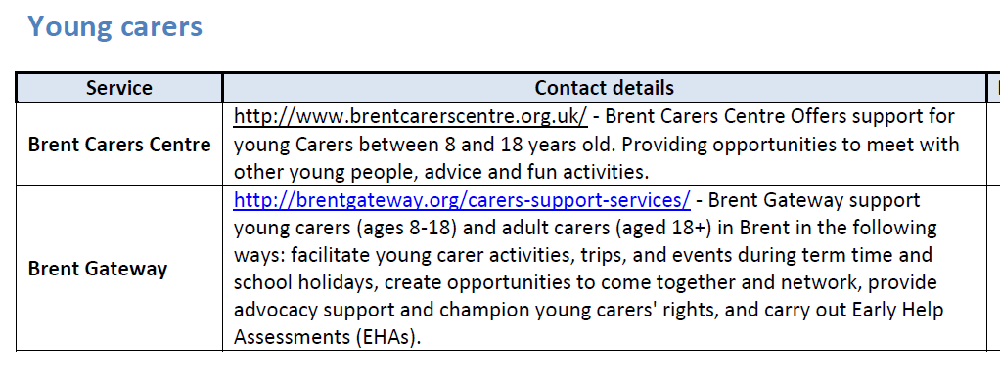 Young carers
Service
Contact details
Brent Carers Centre
http://www.brentcarerscentre.org.uk/ - Brent Carers Centre Offers support for
young Carers between 8 and 18 years old. Providing opportunities to meet with
other young people, advice and fun activities.
Brent Gateway
http://brentgateway.org/carers-support-services/ - Brent Gateway support
young carers (ages 8-18) and adult carers (aged 18+) in Brent in the following
ways: facilitate young carer activities, trips, and events during term time and
school holidays, create opportunities to come together and network, provide
advocacy support and champion young carers' rights, and carry out Early Help
Assessments (EHAs).